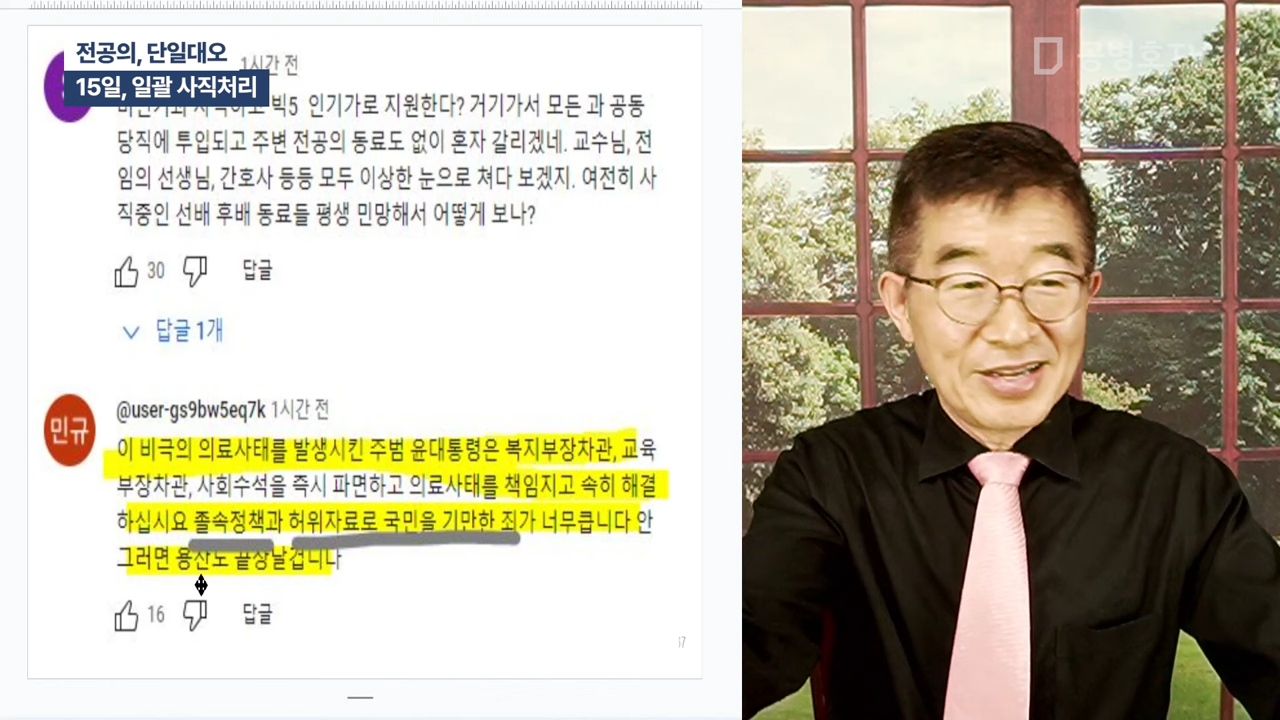 전공의, 단일대오
15일, 일괄 사직처리
1시간 전
빅5 인기가로 지원한다? 거기가서 모든 과 공동
당직에 투입되고 주변 전공의 동료도 없이 혼자 갈리겠네. 교수님, 전
임의 선생님, 간호사 등등 모두 이상한 눈으로 쳐다 보겠지. 여전히 사
직중인 선배 후배 동료들 평생 민망해서 어떻게 보나?
30 답글
답글 1개
민규
@user-gs9bw5eq7k 1시간 전
이 비극의 의료사태를 발생시킨 주범 윤대통령은 복지부장차관, 교육
부장차관, 사회수석을 즉시 파면하고 의료사태를 책임지고 속히 해결
하십시요 졸속정책과 허위자료로 국민을 기만한 죄가 너무큽니다 안
그러면 용산도 끝장날겁니다
16 답글
공병호TV